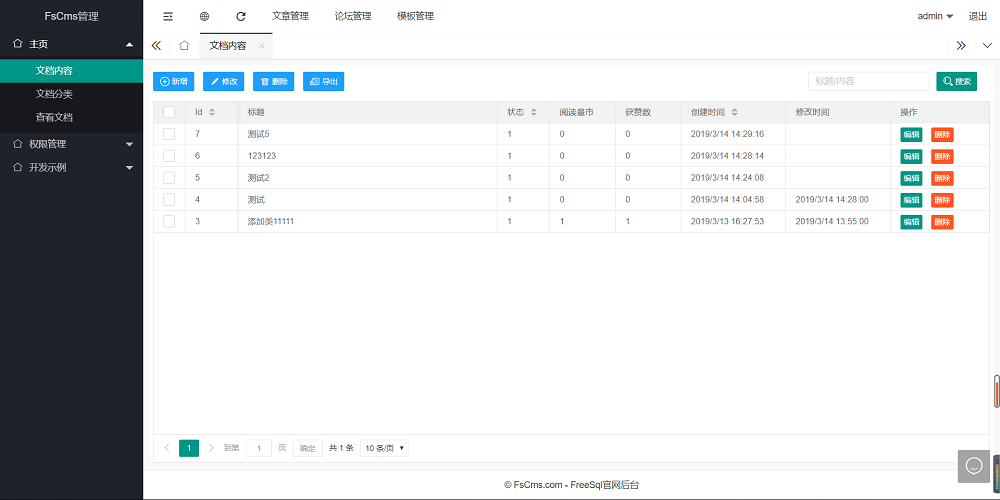 FsCms管理
文章管理 论坛管理 模板管理 admin 退出
主页
文档内容
文档分类
查看文档
权限管理
开发示例
文档内容 ×
新增 修改 删除 导出 标题/内容 搜索
Id 标题 状态 阅读量市 获赞数 创建时间 修改时间 操作
7 测试5 1 0 0 2019/3/14 14:29:16 编辑 删除
6 123123 1 0 0 2019/3/14 14:28:14 编辑 删除
5 测试2 1 0 0 2019/3/14 14:24:08 编辑 删除
4 测试 1 0 0 2019/3/14 14:04:58 2019/3/14 14:28:00 编辑 删除
3 添加类11111 1 1 1 2019/3/13 16:27:53 2019/3/14 13:55:00 编辑 删除
1 到第 1 页 确定 共 1 条 10 条/页
© FsCms.com - FreeSql官网后台